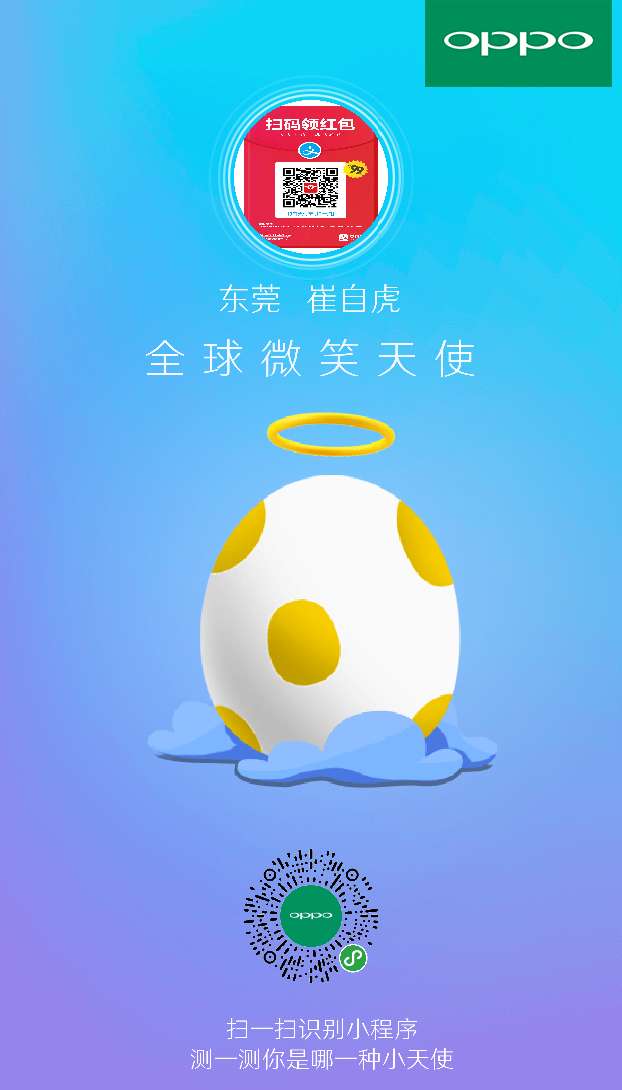 oppo
扫码领红包
99
东莞 崔自虎
全球微笑天使
oppo
扫一扫识别小程序
测一测你是哪一种小天使